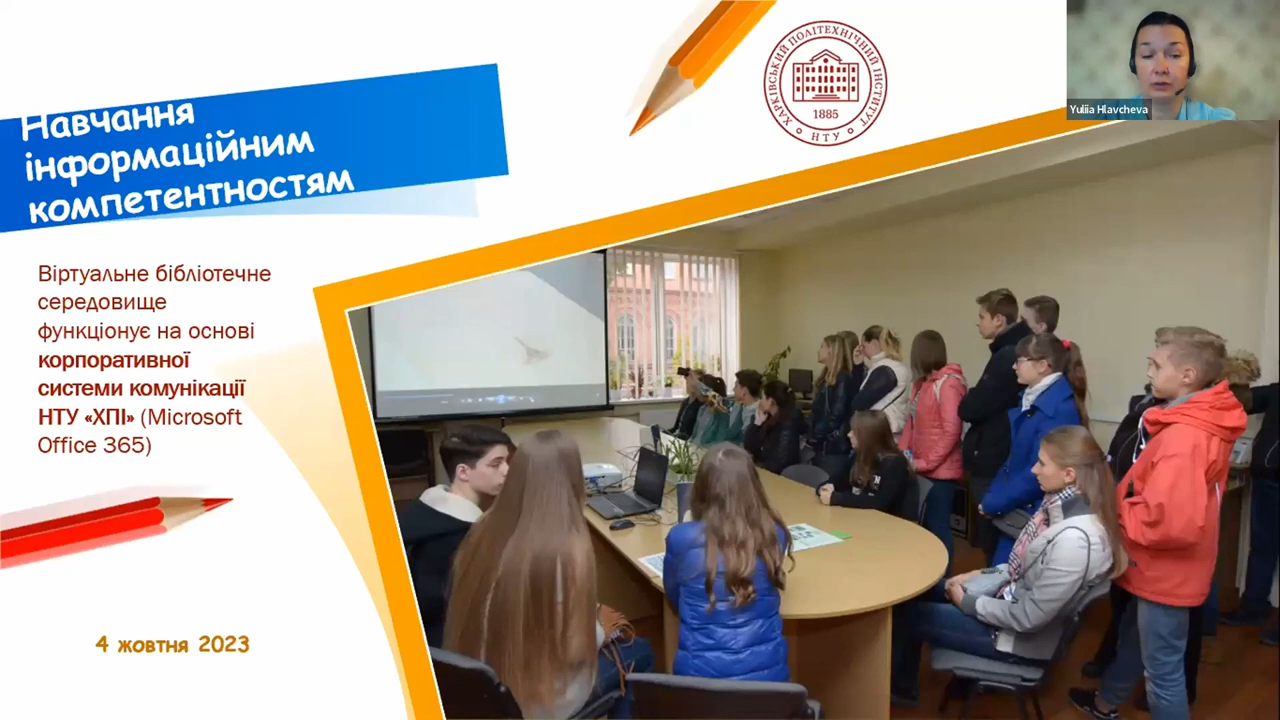 Навчання
інформаційним
компетентностям
ХАРКІВСЬКИЙ ПОЛІТЕХНІЧНИЙ ІНСТИТУТ
1885
НТУ
Yuliia Hlavcheva
Віртуальне бібліотечне
середовище
функціонує на основі
корпоративної
системи комунікації
НТУ «ХПІ» (Microsoft
Office 365)
4 жовтня 2023